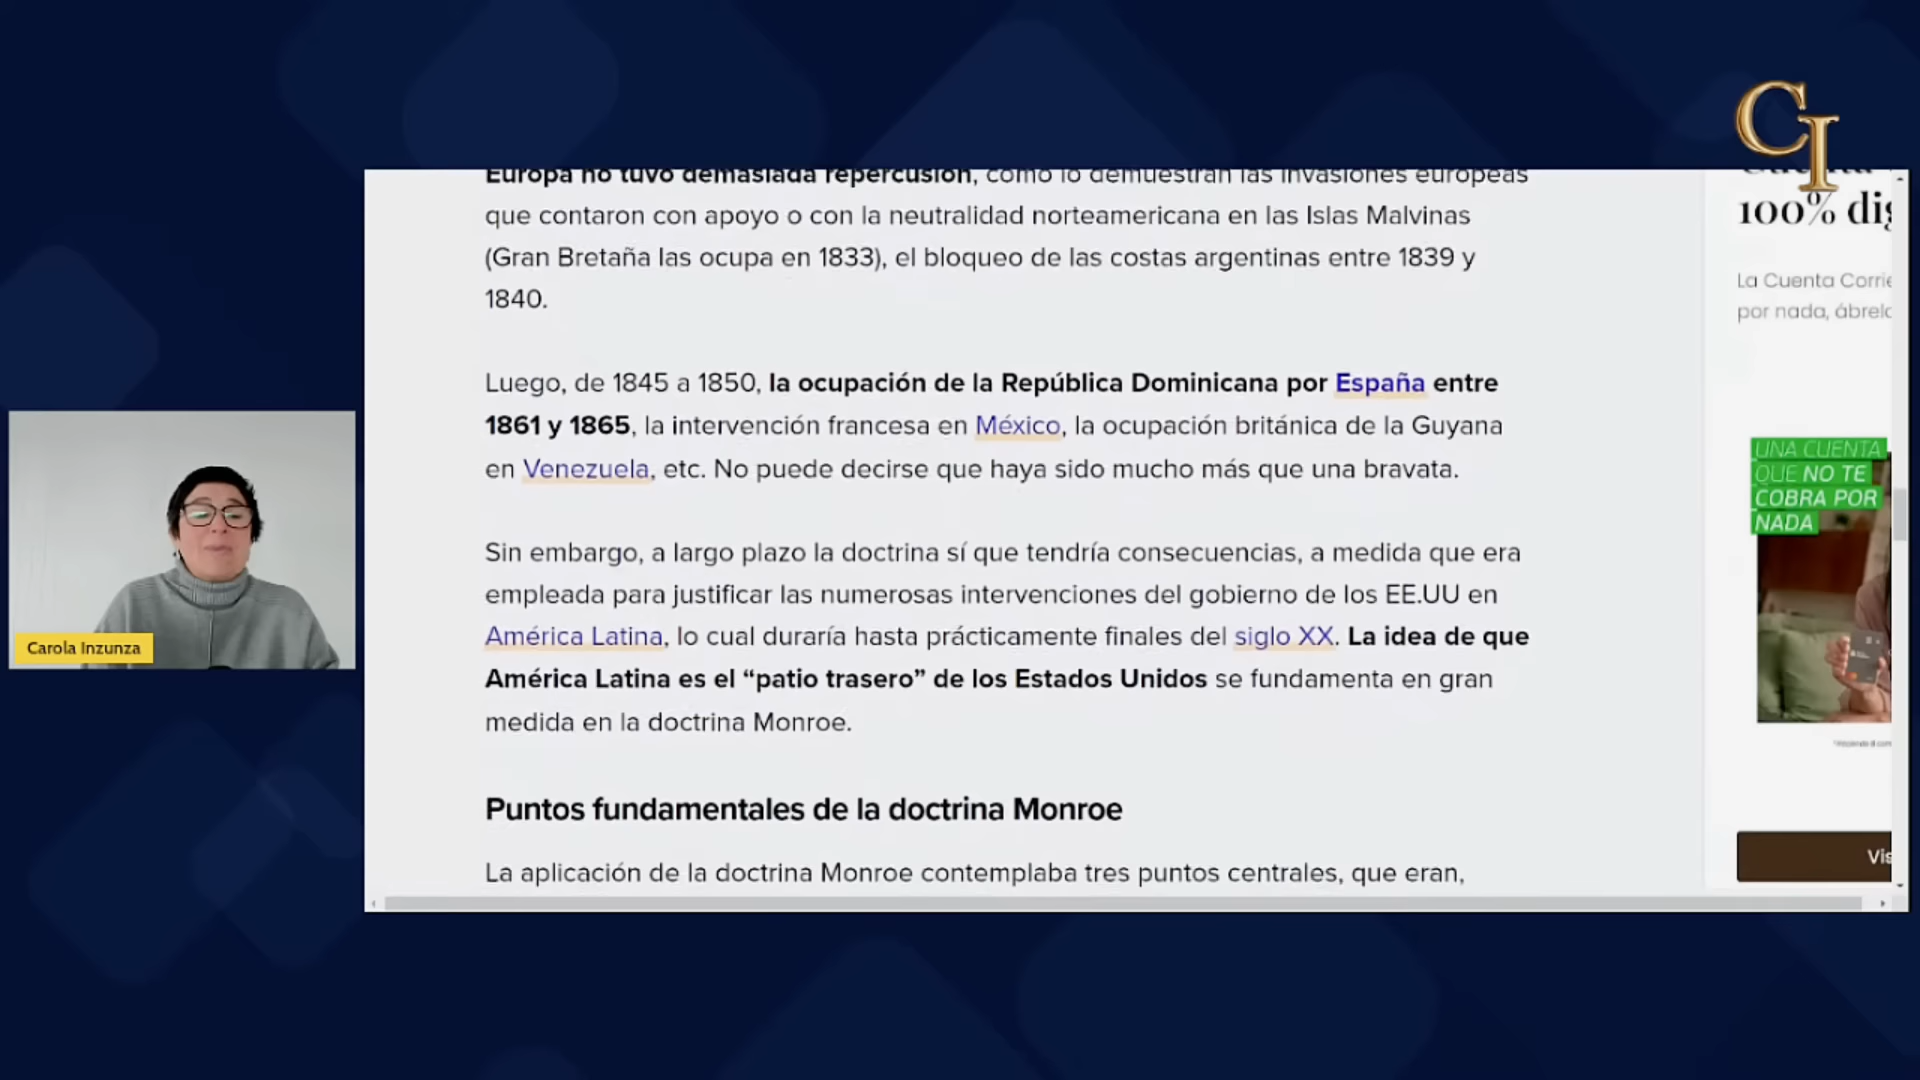 CI
Europa no tuvo demasiada repercusión, como lo demuestran las invasiones europeas
que contaron con apoyo o con la neutralidad norteamericana en las Islas Malvinas
(Gran Bretaña las ocupa en 1833), el bloqueo de las costas argentinas entre 1839 y
1840.
Luego, de 1845 a 1850, la ocupación de la República Dominicana por España entre
1861 y 1865, la intervención francesa en México, la ocupación británica de la Guyana
en Venezuela, etc. No puede decirse que haya sido mucho más que una bravata.
Sin embargo, a largo plazo la doctrina sí que tendría consecuencias, a medida que era
empleada para justificar las numerosas intervenciones del gobierno de los EE.UU en
América Latina, lo cual duraría hasta prácticamente finales del siglo XX. La idea de que
América Latina es el “patio trasero” de los Estados Unidos se fundamenta en gran
medida en la doctrina Monroe.
Puntos fundamentales de la doctrina Monroe
La aplicación de la doctrina Monroe contemplaba tres puntos centrales, que eran,
100% dig
La Cuenta Corrie
por nada, ábrelo
UNA CUENTA
QUE NO TE
COBRA POR
NADA
Vis
Carola Inzunza